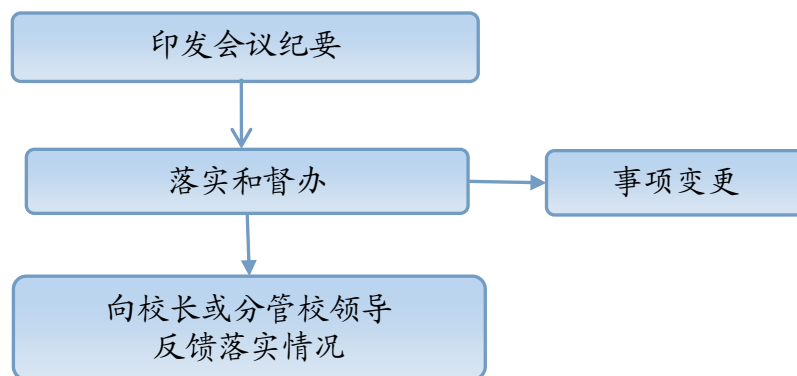 印发会议纪要
落实和督办
事项变更
向校长或分管校领导
反馈落实情况